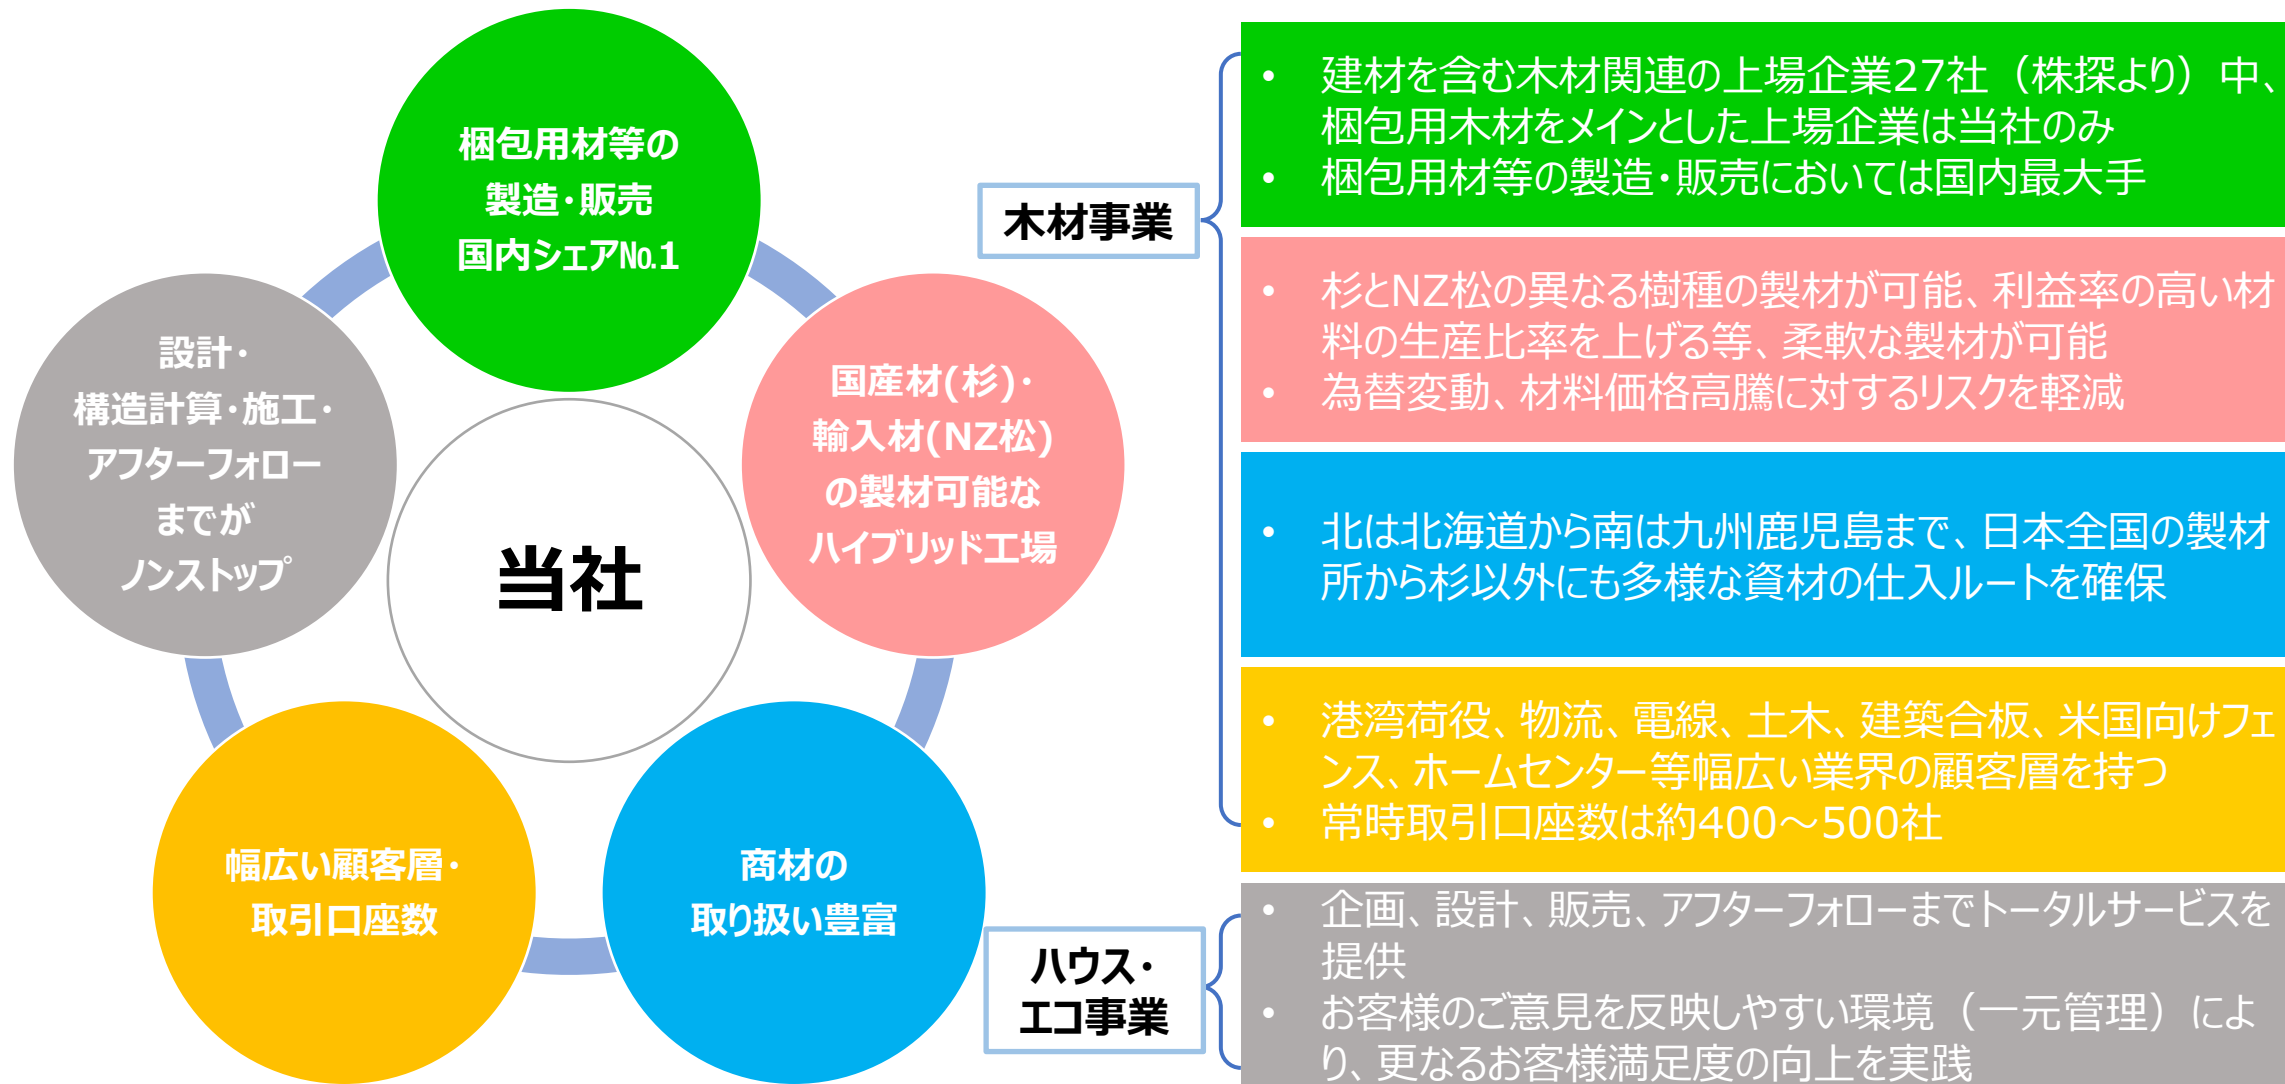 梱包用材等の
製造・販売
国内シェア№1
国産材(杉)・
輸入材(NZ松)
の製材可能な
ハイブリッド工場
商材の
取り扱い豊富
幅広い顧客層・
取引口座数
設計・
構造計算・施工・
アフターフォロー
までが
ノンストップ
当社
木材事業
• 建材を含む木材関連の上場企業27社（株探より）中、
梱包用木材をメインとした上場企業は当社のみ
• 梱包用材等の製造・販売においては国内最大手
• 杉とNZ松の異なる樹種の製材が可能、利益率の高い材
料の生産比率を上げる等、柔軟な製材が可能
• 為替変動、材料価格高騰に対するリスクを軽減
• 北は北海道から南は九州鹿児島まで、日本全国の製材
所から杉以外にも多様な資材の仕入ルートを確保
• 港湾荷役、物流、電線、土木、建築合板、米国向けフェ
ンス、ホームセンター等幅広い業界の顧客層を持つ
• 常時取引口座数は約400～500社
ハウス・
エコ事業
• 企画、設計、販売、アフターフォローまでトータルサービスを
提供
• お客様のご意見を反映しやすい環境（一元管理）によ
り、更なるお客様満足度の向上を実践